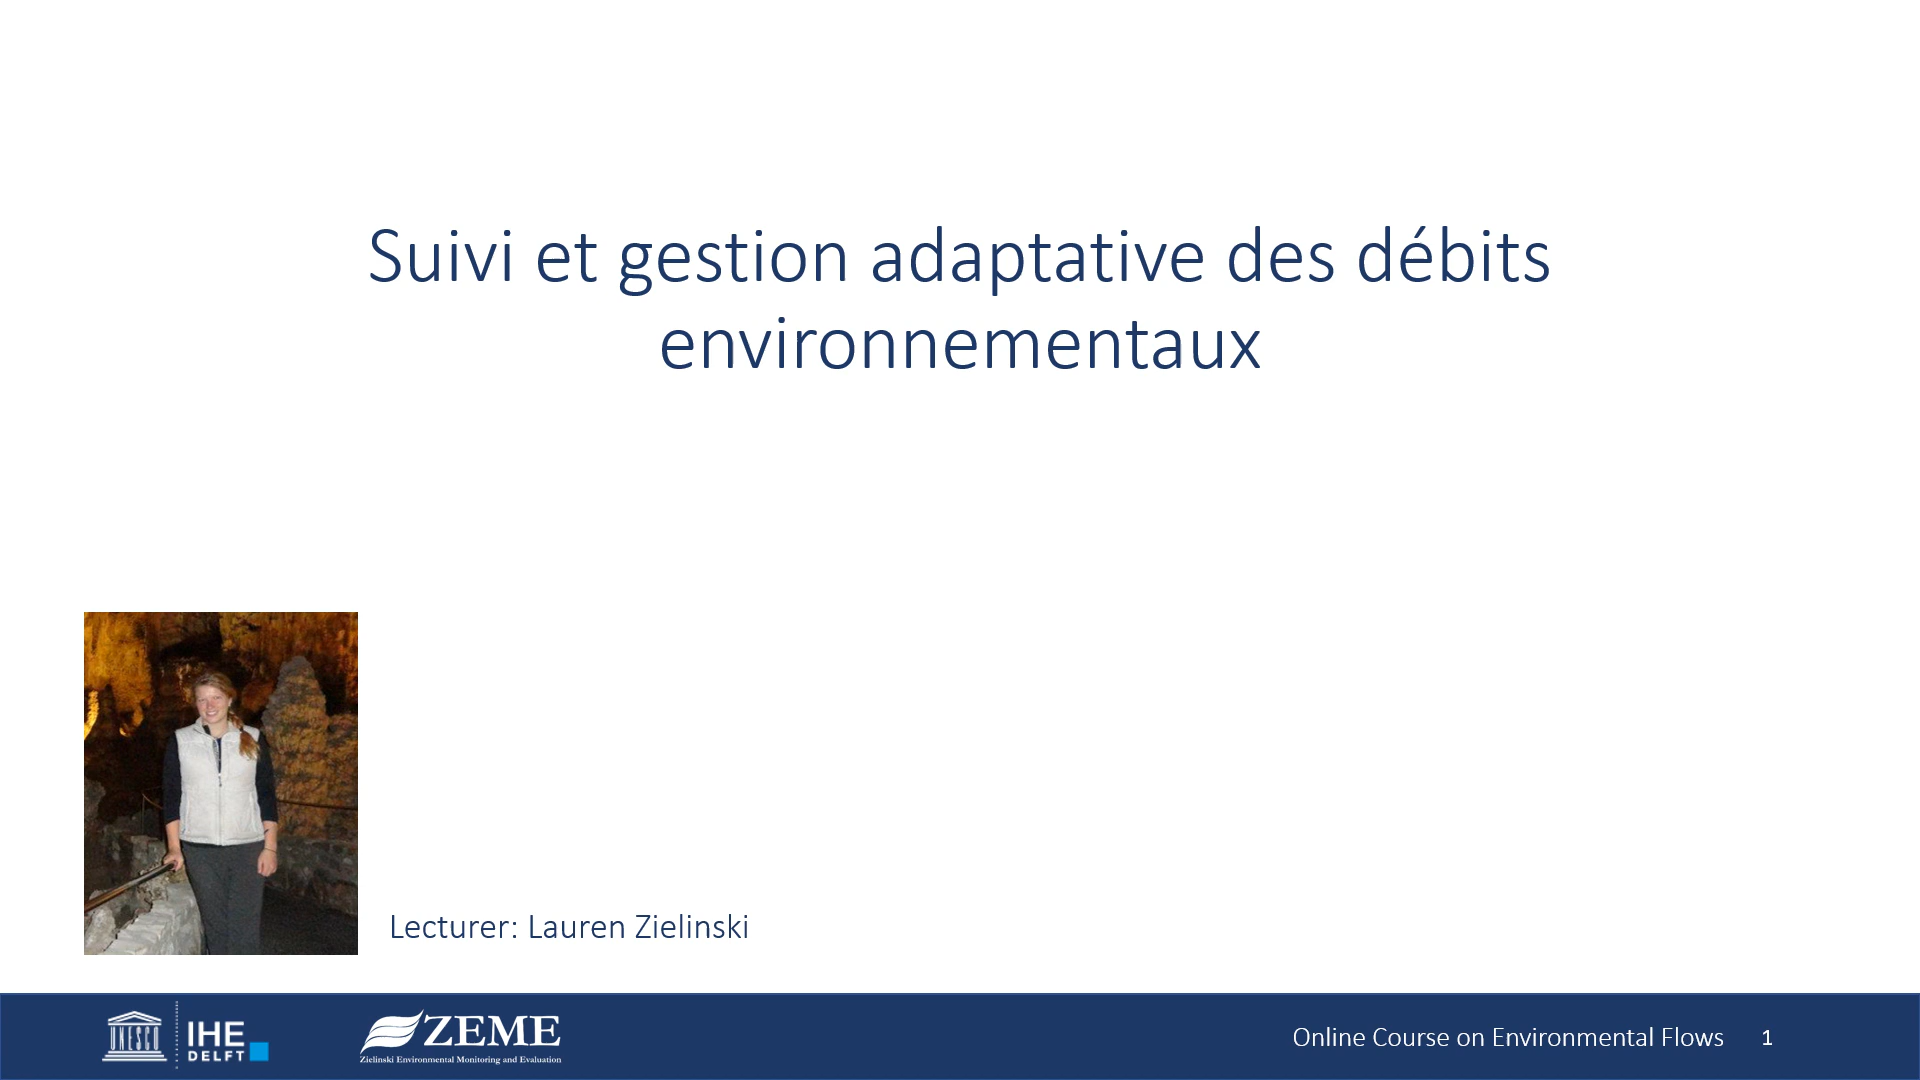 Suivi et gestion adaptative des débits
environnementaux
Lecturer: Lauren Zielinski
UNESCO
IHE
DELFT
ZEME
Zielinski Environmental Monitoring and Evaluation
Online Course on Environmental Flows 1